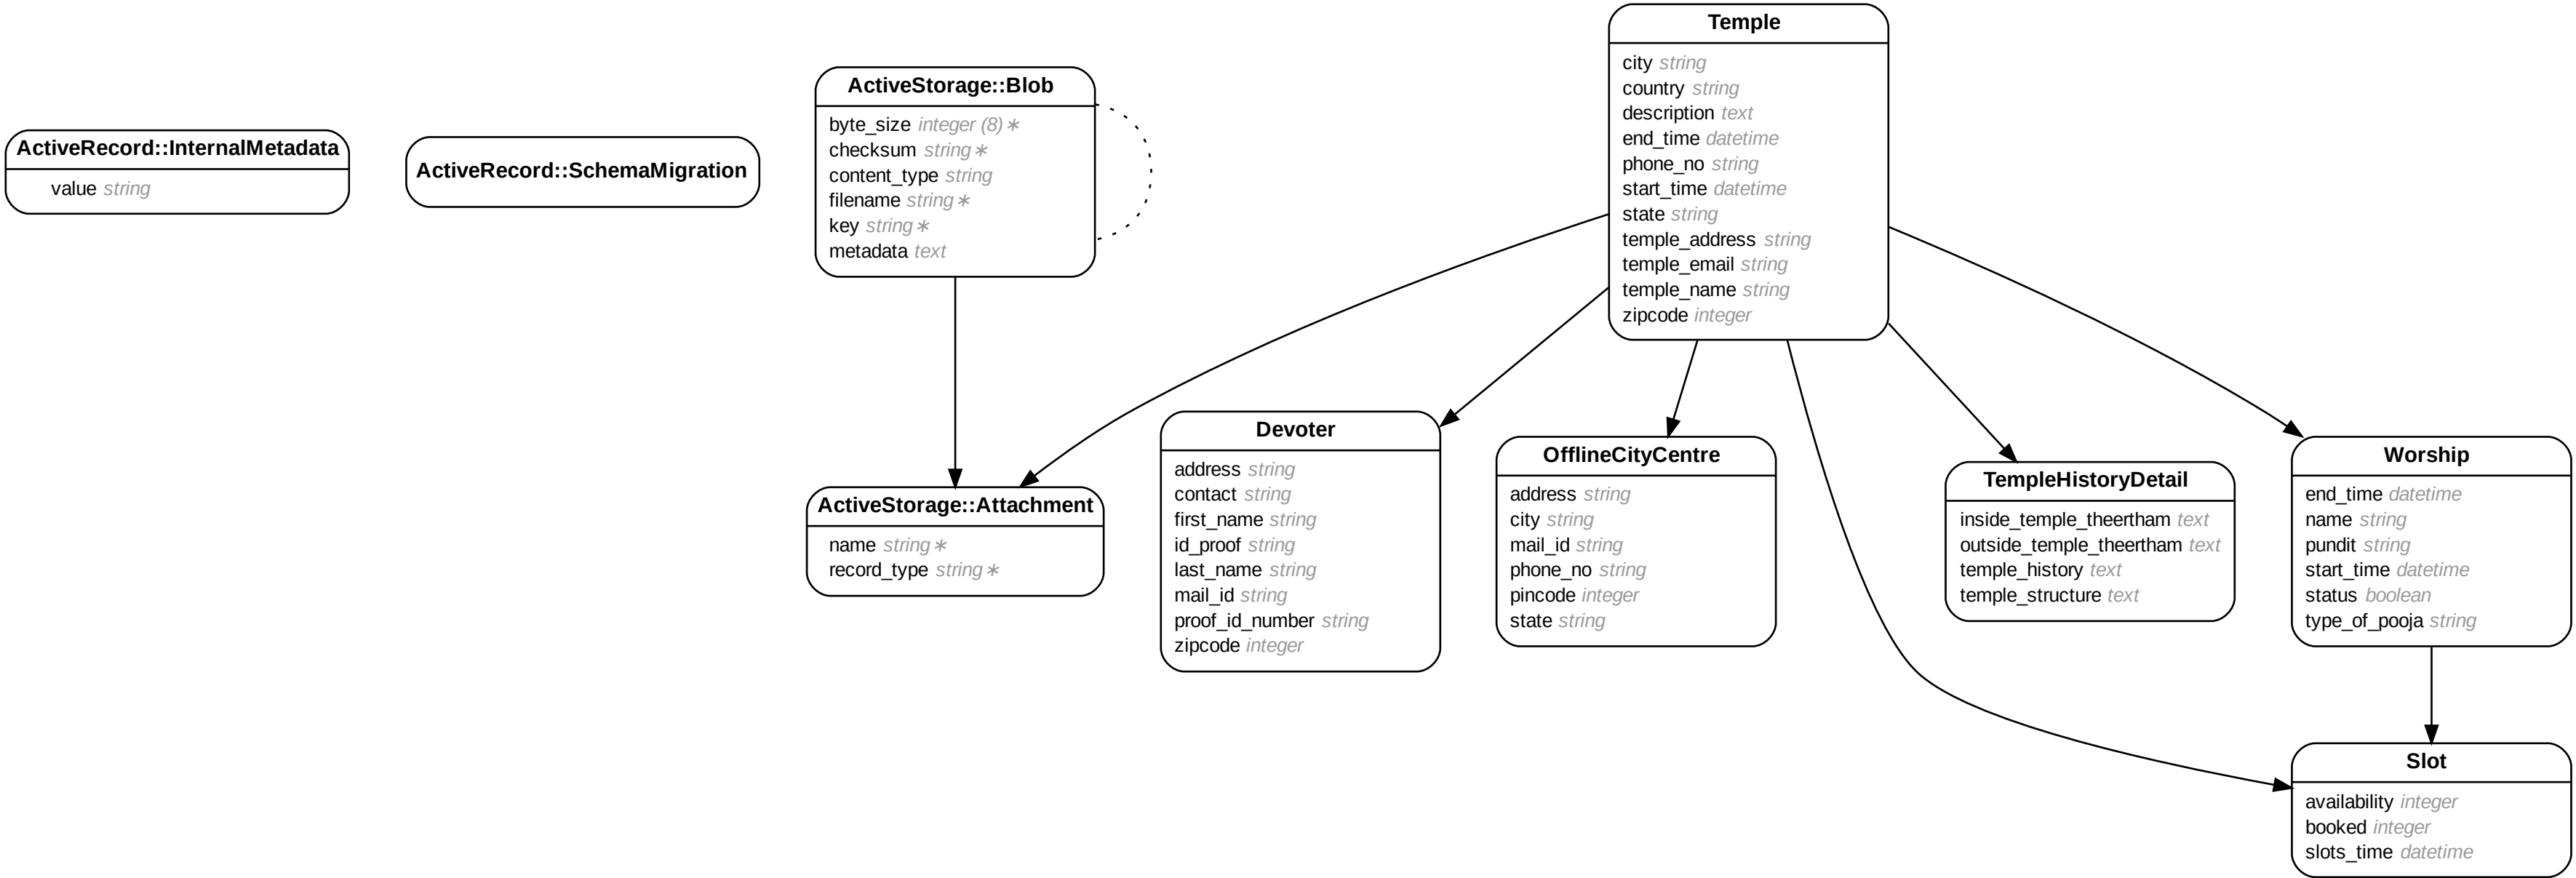 ActiveRecord::InternalMetadata
value string
ActiveRecord::SchemaMigration
ActiveStorage::Blob
byte_size integer (8) ∗
checksum string ∗
content_type string
filename string ∗
key string ∗
metadata text
Temple
city string
country string
description text
end_time datetime
phone_no string
start_time datetime
state string
temple_address string
temple_email string
temple_name string
zipcode integer
ActiveStorage::Attachment
name string ∗
record_type string ∗
Devoter
address string
contact string
first_name string
id_proof string
last_name string
mail_id string
proof_id_number string
zipcode integer
OfflineCityCentre
address string
city string
mail_id string
phone_no string
pincode integer
state string
TempleHistoryDetail
inside_temple_theertham text
outside_temple_theertham text
temple_history text
temple_structure text
Worship
end_time datetime
name string
pundit string
start_time datetime
status boolean
type_of_pooja string
Slot
availability integer
booked integer
slots_time datetime